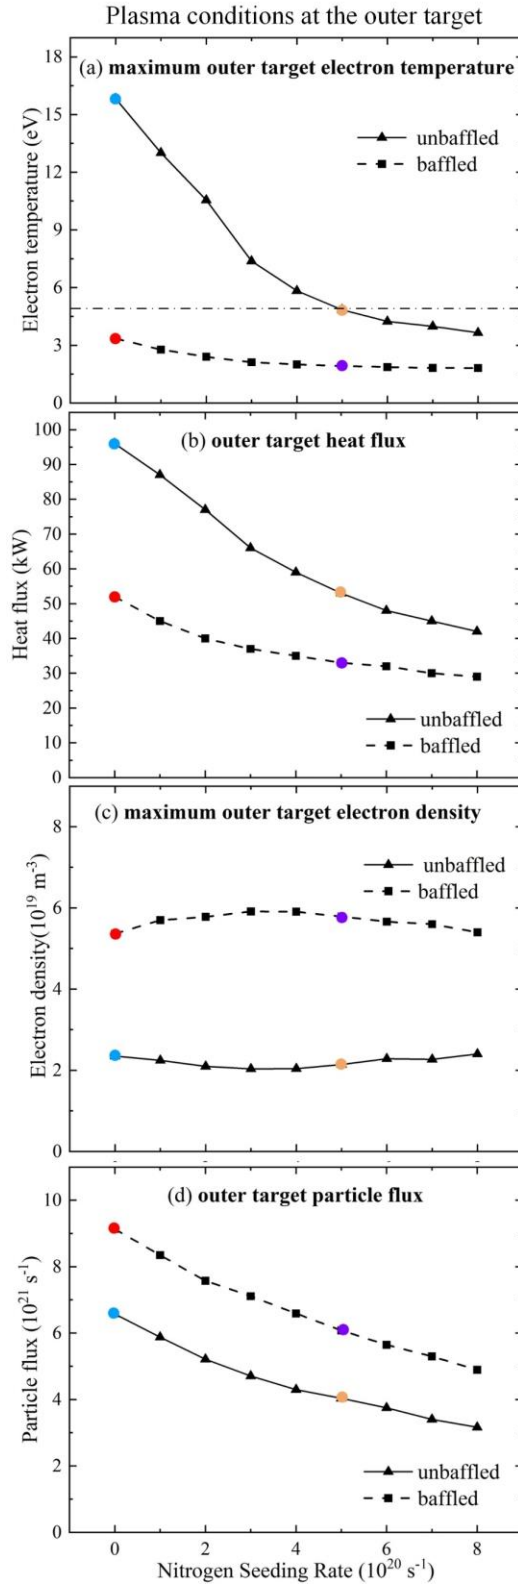 Plasma conditions at the outer target
(a) maximum outer target electron temperature
Electron temperature (eV)
18
15
12
9
6
3
0
unbaffled
baffled
(b) outer target heat flux
Heat flux (kW)
100
90
80
70
60
50
40
30
20
10
0
unbaffled
baffled
(c) maximum outer target electron density
Electron density(10¹⁹ m⁻³)
8
6
4
2
0
unbaffled
baffled
(d) outer target particle flux
Particle flux (10²¹ s⁻¹)
10
8
6
4
2
0
unbaffled
baffled
0 2 4 6 8
Nitrogen Seeding Rate (10²⁰ s⁻¹)